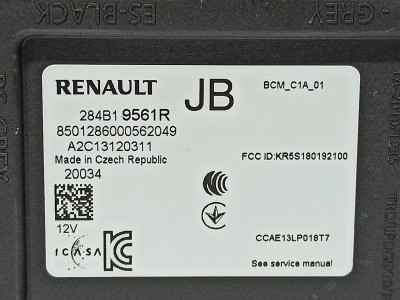 ES-BLACK
- GREY
RENAULT
JB
BCM_C1A_01
284B1 9561R
8501286000562049
A2C13120311
Made in Czech Republic
20034
FCC ID:KR5S180192100
12V
ICASA
CCAE13LP018T7
See service manual